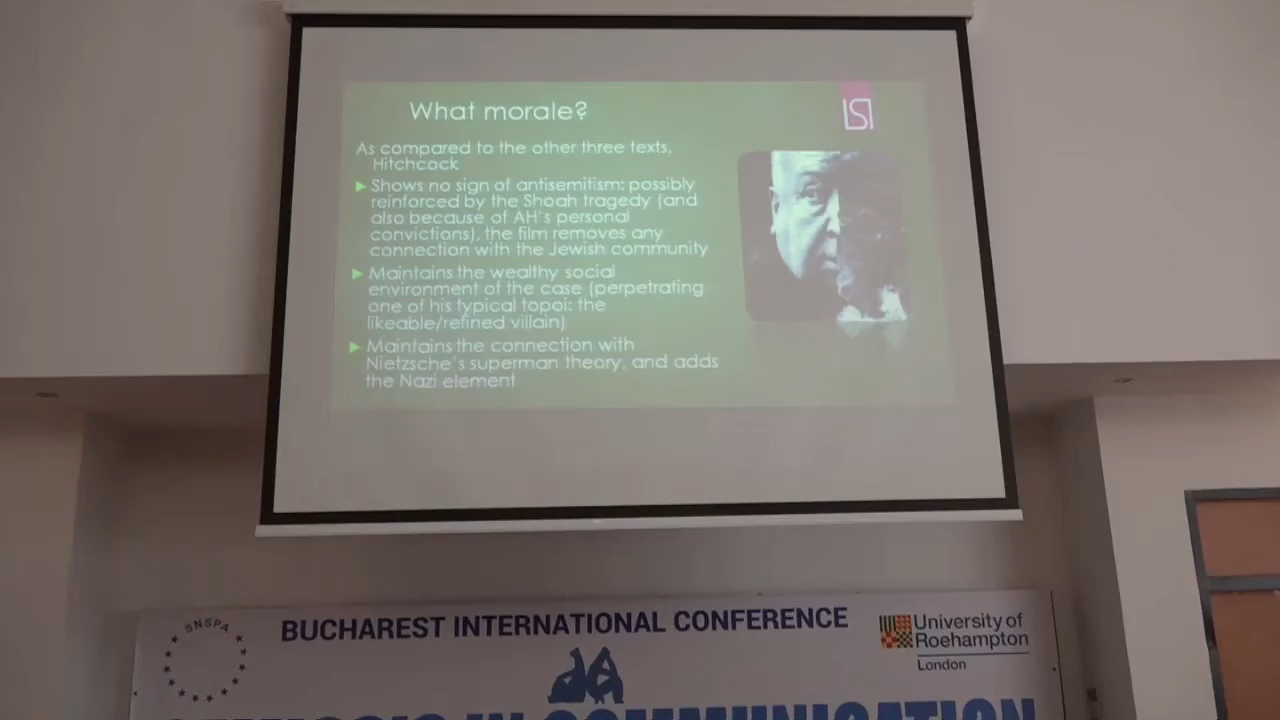 What morale?
LSI
As compared to the other three texts,
Hitchcock
Shows no sign of antisemitism: possibly
reinforced by the Shoah tragedy (and
also because of AH's personal
convictions), the film removes any
connection with the Jewish community
Maintains the wealthy social
environment of the case (perpetrating
one of his typical topoi: the
likeable/refined villain)
Maintains the connection with
Nietzsche's superman theory, and adds
the Nazi element
SNSPA
BUCHAREST INTERNATIONAL CONFERENCE
University of
Roehampton
London
IN COMMUNICATION